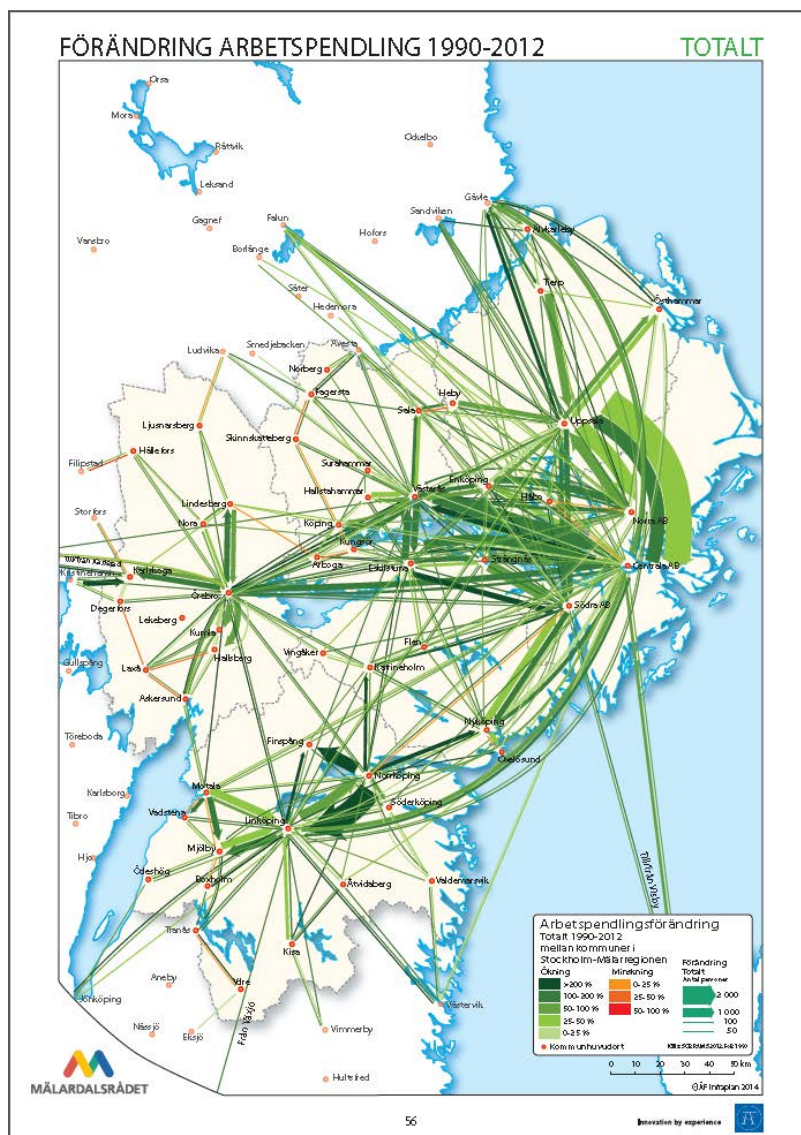 FÖRÄNDRING ARBETSPENDLING 1990-2012
TOTALT
Orsa
Mora
Rättvik
Ockelbo
Leksand
Gävle
Sandviken
Gagnef
Falun
Älvkarleby
Hofors
Vansbro
Borlänge
Tierp
Säter
Östhammar
Hedemora
Ludvika
Smedjebacken
Avesta
Norberg
Fagersta
Heby
Sala
Uppsala
Ljusnarsberg
Skinnskatteberg
Hällefors
Filipstad
Surahammar
Enköping
Västerås
Hallstahammar
Håbo
Lindesberg
Norra AB
Storfors
Nora
Köping
Kungsör
Arboga
Strängnäs
Eskilstuna
Centrala AB
Karlskoga
Örebro
Degerfors
Södra AB
Lekeberg
Kumla
Flen
Hallsberg
Vingåker
Katrineholm
Laxå
Gullspång
Askersund
Nyköping
Töreboda
Finspång
Oxelösund
Norrköping
Motala
Karlsborg
Söderköping
Vadstena
Linköping
Tibro
Mjölby
Hjo
Ödeshög
Boxholm
Åtvidaberg
Valdemarsvik
Till/från Visby
Tranås
Kisa
Aneby
Ydre
Jönköping
Västervik
Från Växjö
Nässjö
Eksjö
Vimmerby
Hultsfred
Arbetspendlingsförändring
Totalt 1990-2012
mellan kommuner i
Stockholm-Mälarregionen
Ökning
>200 %
100-200 %
50-100 %
25-50 %
0-25 %
Minskning
0-25 %
25-50 %
50-100 %
Förändring
Totalt
Antal personer
2 000
1 000
100
50
Kommunhuvudort
0 10 20 30 40 50 km
© ÅF Infraplan 2014
MÄLARDALSRÅDET
56
Innovation by experience